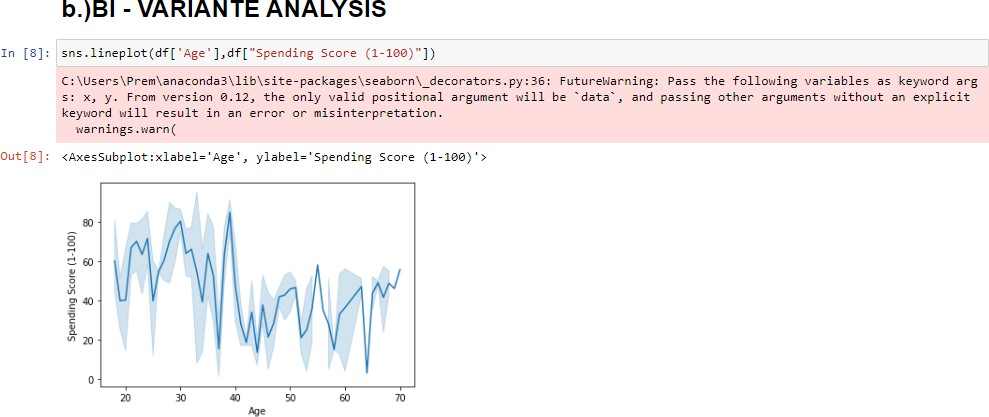 b.)BI - VARIANTE ANALYSIS
In [8]: sns.lineplot(df['Age'],df["Spending Score (1-100)"])
C:\Users\Prem\anaconda3\lib\site-packages\seaborn\_decorators.py:36: FutureWarning: Pass the following variables as keyword arg
s: x, y. From version 0.12, the only valid positional argument will be `data`, and passing other arguments without an explicit
keyword will result in an error or misinterpretation.
  warnings.warn(
Out[8]: <AxesSubplot:xlabel='Age', ylabel='Spending Score (1-100)'>
Spending Score (1-100)
80
60
40
20
0
20 30 40 50 60 70
Age